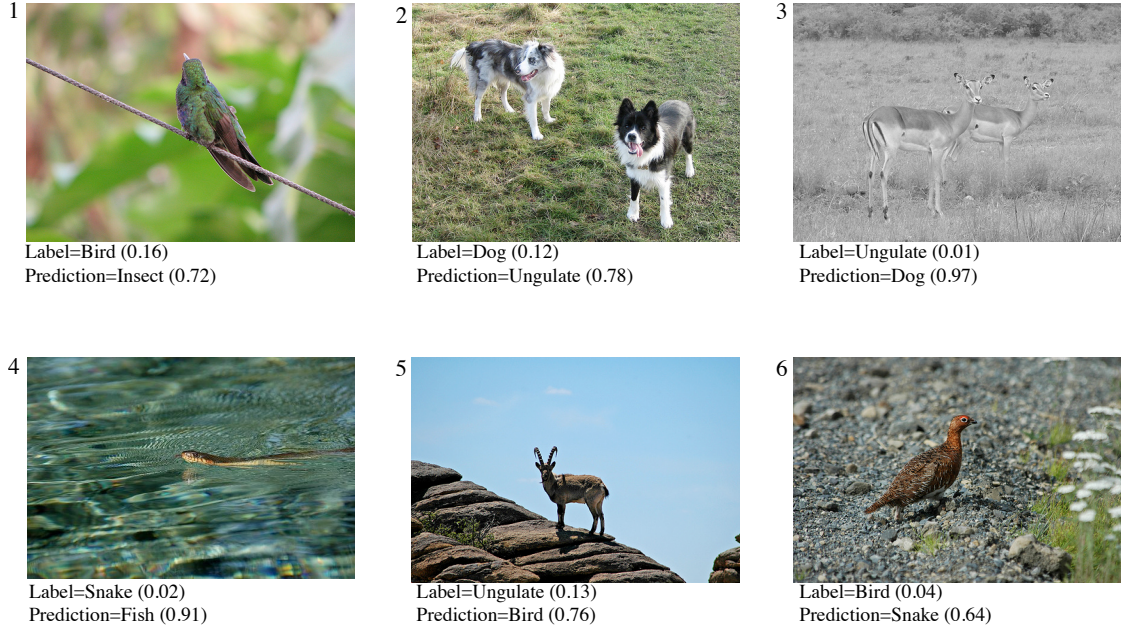 1
Label=Bird (0.16)
Prediction=Insect (0.72)
2
Label=Dog (0.12)
Prediction=Ungulate (0.78)
3
Label=Ungulate (0.01)
Prediction=Dog (0.97)
4
Label=Snake (0.02)
Prediction=Fish (0.91)
5
Label=Ungulate (0.13)
Prediction=Bird (0.76)
6
Label=Bird (0.04)
Prediction=Snake (0.64)